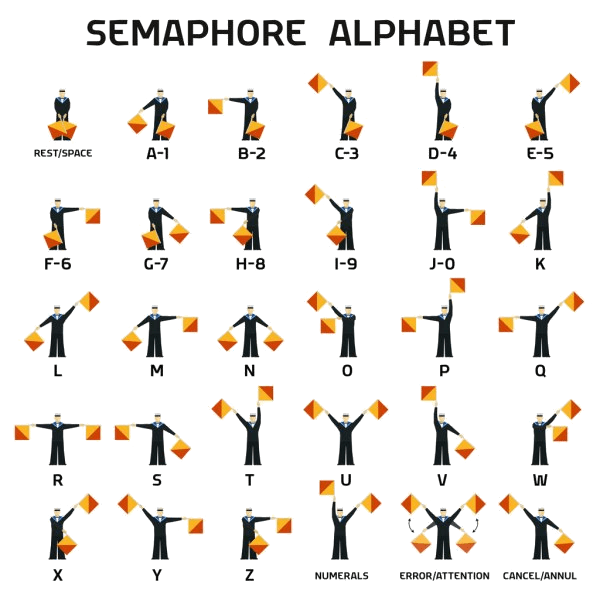 SEMAPHORE ALPHABET
REST/SPACE A-1 B-2 C-3 D-4 E-5
F-6 G-7 H-8 I-9 J-0 K
L M N O P Q
R S T U V W
X Y Z NUMERALS ERROR/ATTENTION CANCEL/ANNUL